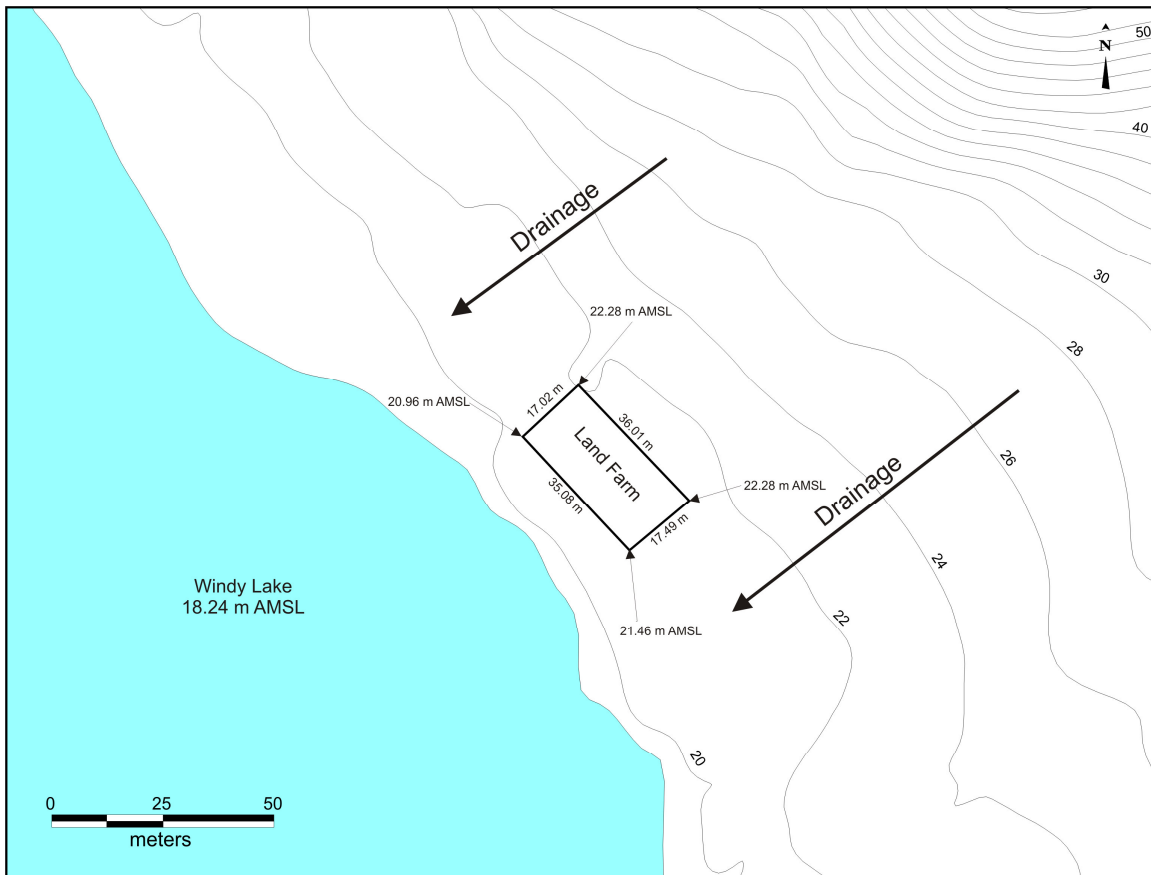 N
50
40
Drainage
30
22.28 m AMSL
28
17.02 m
20.96 m AMSL
36.01 m
Land Farm
26
35.08 m
22.28 m AMSL
Drainage
17.49 m
24
Windy Lake
18.24 m AMSL
22
21.46 m AMSL
20
0 25 50
meters